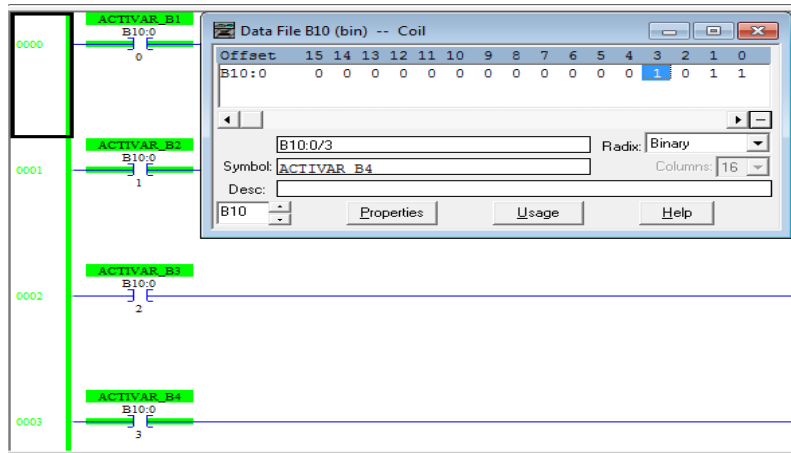 ACTIVAR_B1
B10:0
0000
0
Data File B10 (bin) -- Coil
Offset 15 14 13 12 11 10 9 8 7 6 5 4 3 2 1 0
B10:0 0 0 0 0 0 0 0 0 0 0 0 0 1 0 1 1
B10:0/3
Radix: Binary
Symbol: ACTIVAR_B4
Columns: 16
Desc:
B10
Properties
Usage
Help
ACTIVAR_B2
B10:0
0001
1
ACTIVAR_B3
B10:0
0002
2
ACTIVAR_B4
B10:0
0003
3